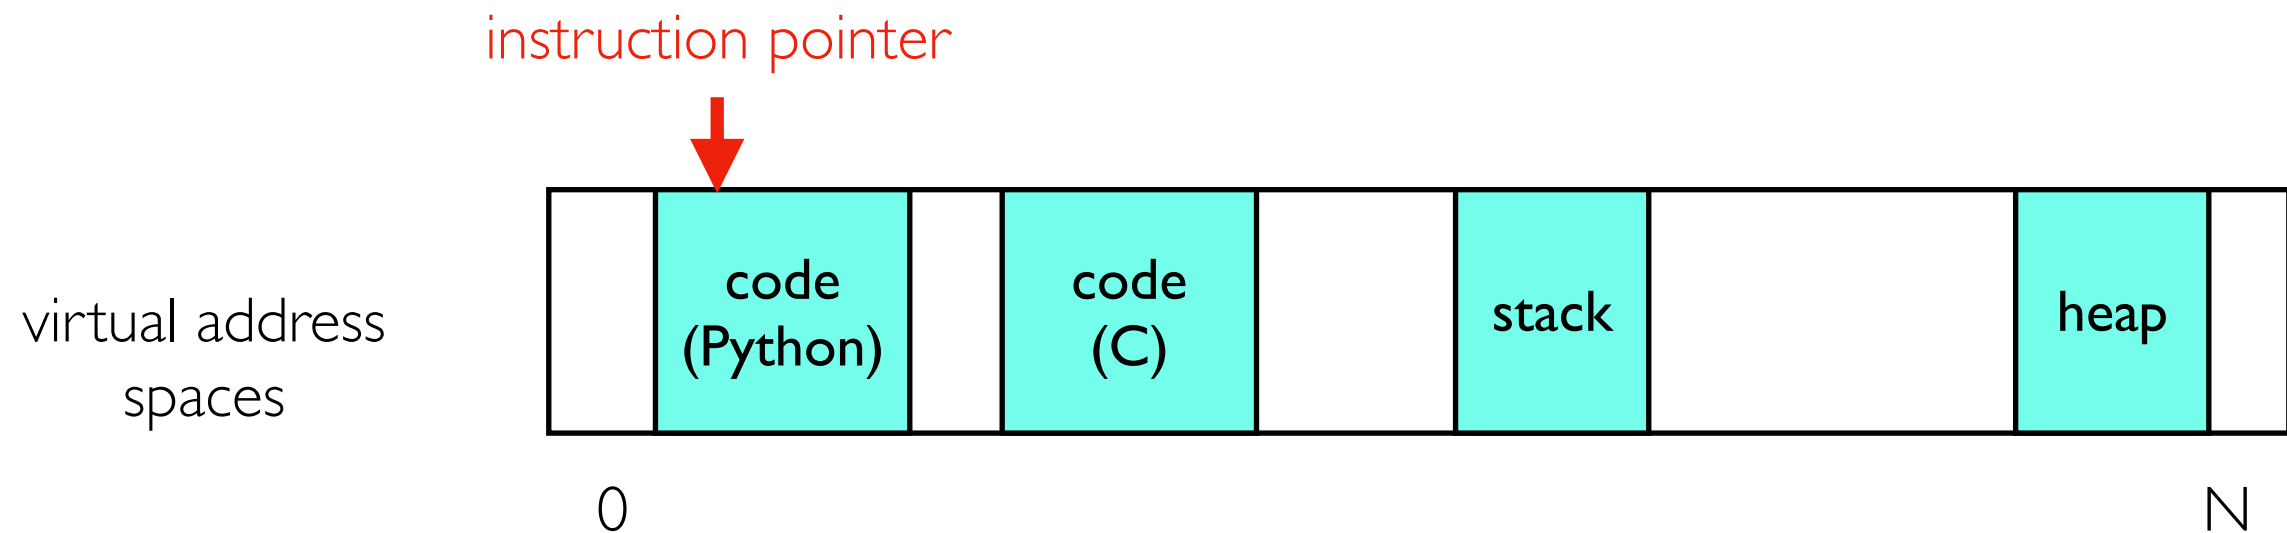 instruction pointer
virtual address
spaces
code
(Python)
code
(C)
stack
heap
0
N